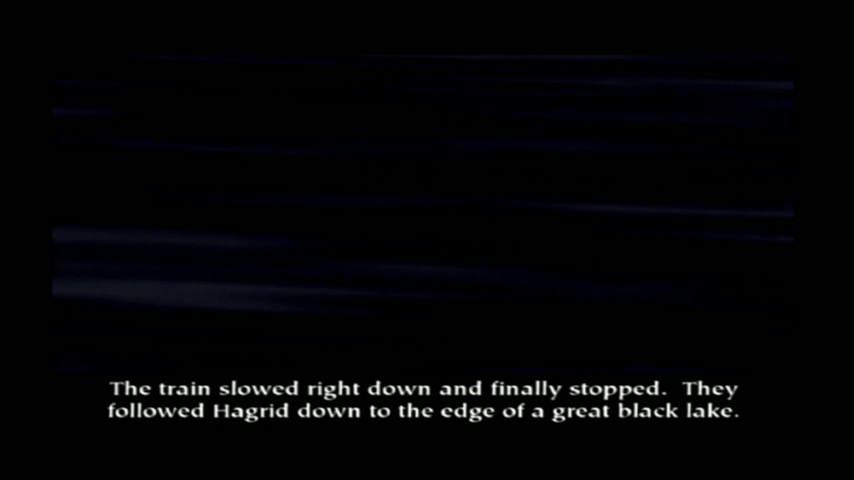 The train slowed right down and finally stopped.  They
followed Hagrid down to the edge of a great black lake.